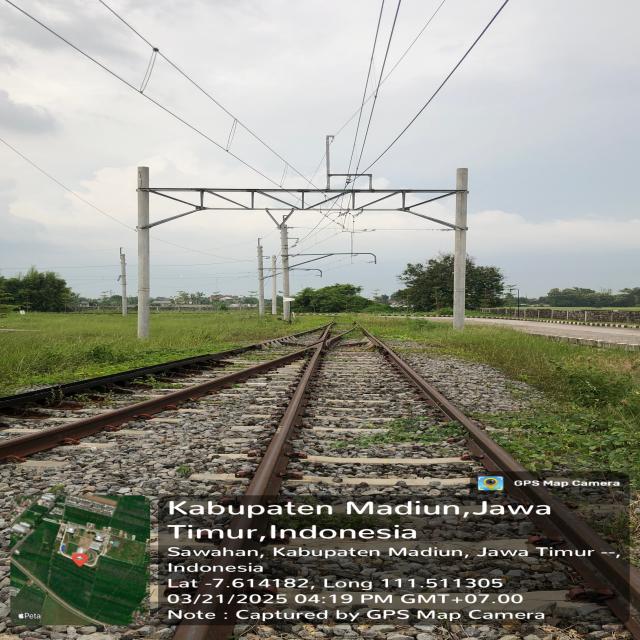 GPS Map Camera
Kabupaten Madiun,Jawa
Timur,Indonesia
Sawahan, Kabupaten Madiun, Jawa Timur --,
Indonesia
Lat -7.614182, Long 111.511305
03/21/2025 04:19 PM GMT+07.00
Note : Captured by GPS Map Camera
Peta